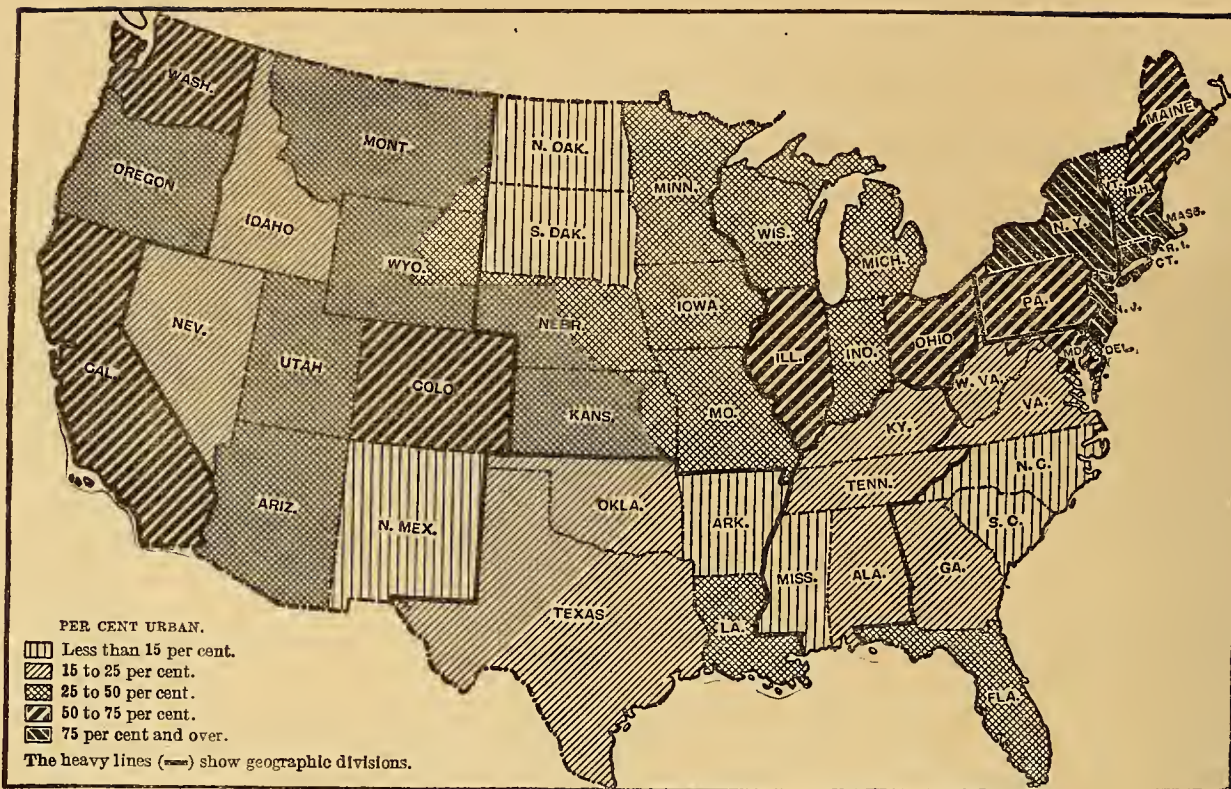 WASH.
MONT.
N. DAK.
MINN.
OREGON
IDAHO
S. DAK.
WIS.
MICH.
WYO.
N. Y.
VT.
N.H.
MAINE
MASS.
R. I.
CT.
NEV.
UTAH
COLO
NEBR.
IOWA
ILL.
IND.
OHIO
PA.
N. J.
CAL.
KANS.
MO.
KY.
W. VA.
VA.
MD.
DEL.
ARIZ.
N. MEX.
OKLA.
ARK.
TENN.
N. C.
S. C.
TEXAS
LA.
MISS.
ALA.
GA.
FLA.
PER CENT URBAN.
Less than 15 per cent.
15 to 25 per cent.
25 to 50 per cent.
50 to 75 per cent.
75 per cent and over.
The heavy lines () show geographic divisions.